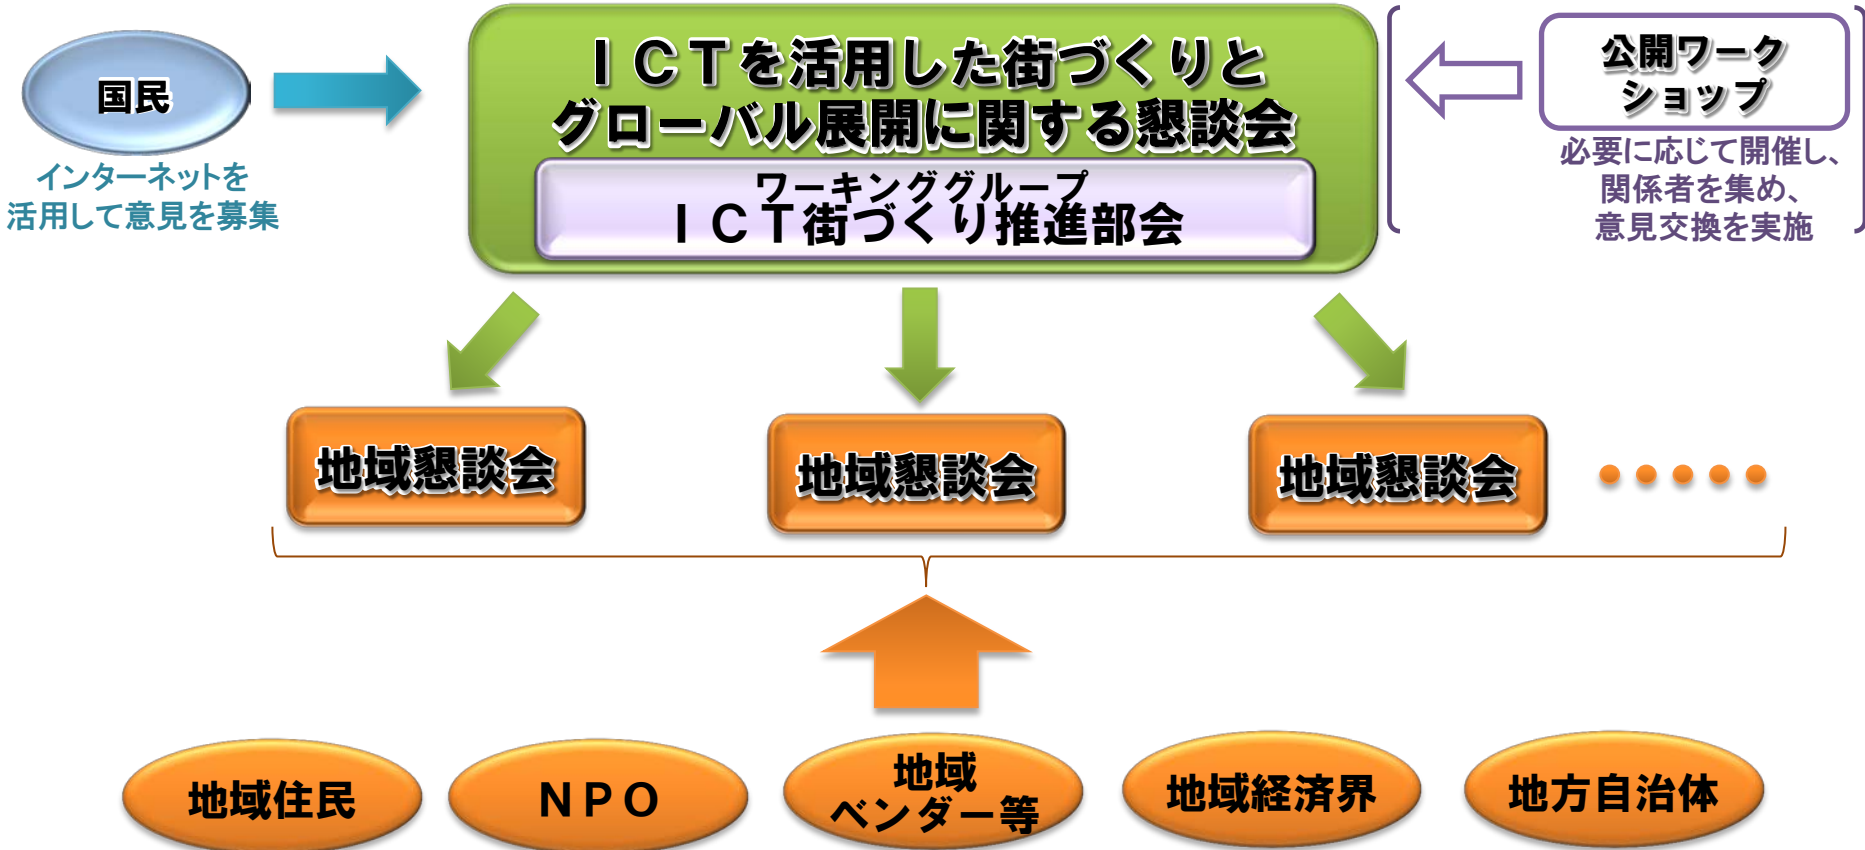 国民
インターネットを
活用して意見を募集
ＩＣＴを活用した街づくりと
グローバル展開に関する懇談会
ワーキンググループ
ＩＣＴ街づくり推進部会
公開ワーク
ショップ
必要に応じて開催し、
関係者を集め、
意見交換を実施
地域懇談会
地域懇談会
地域懇談会
・・・・・
地域住民
ＮＰＯ
地域
ベンダー等
地域経済界
地方自治体